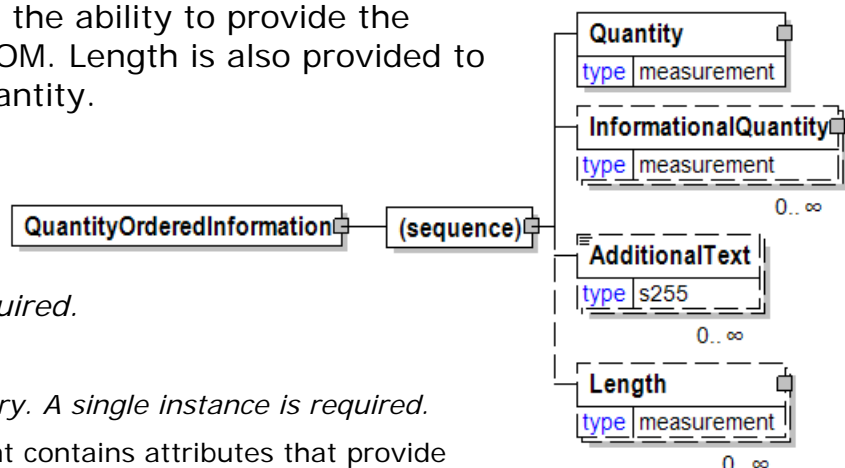 the ability to provide the
OM. Length is also provided to
antity.
Quantity
type measurement
InformationalQuantity
type measurement
0.. ∞
QuantityOrderedInformation
(sequence)
AdditionalText
type s255
0.. ∞
Length
type measurement
0.. ∞
uired.
ry. A single instance is required.
nt contains attributes that provide